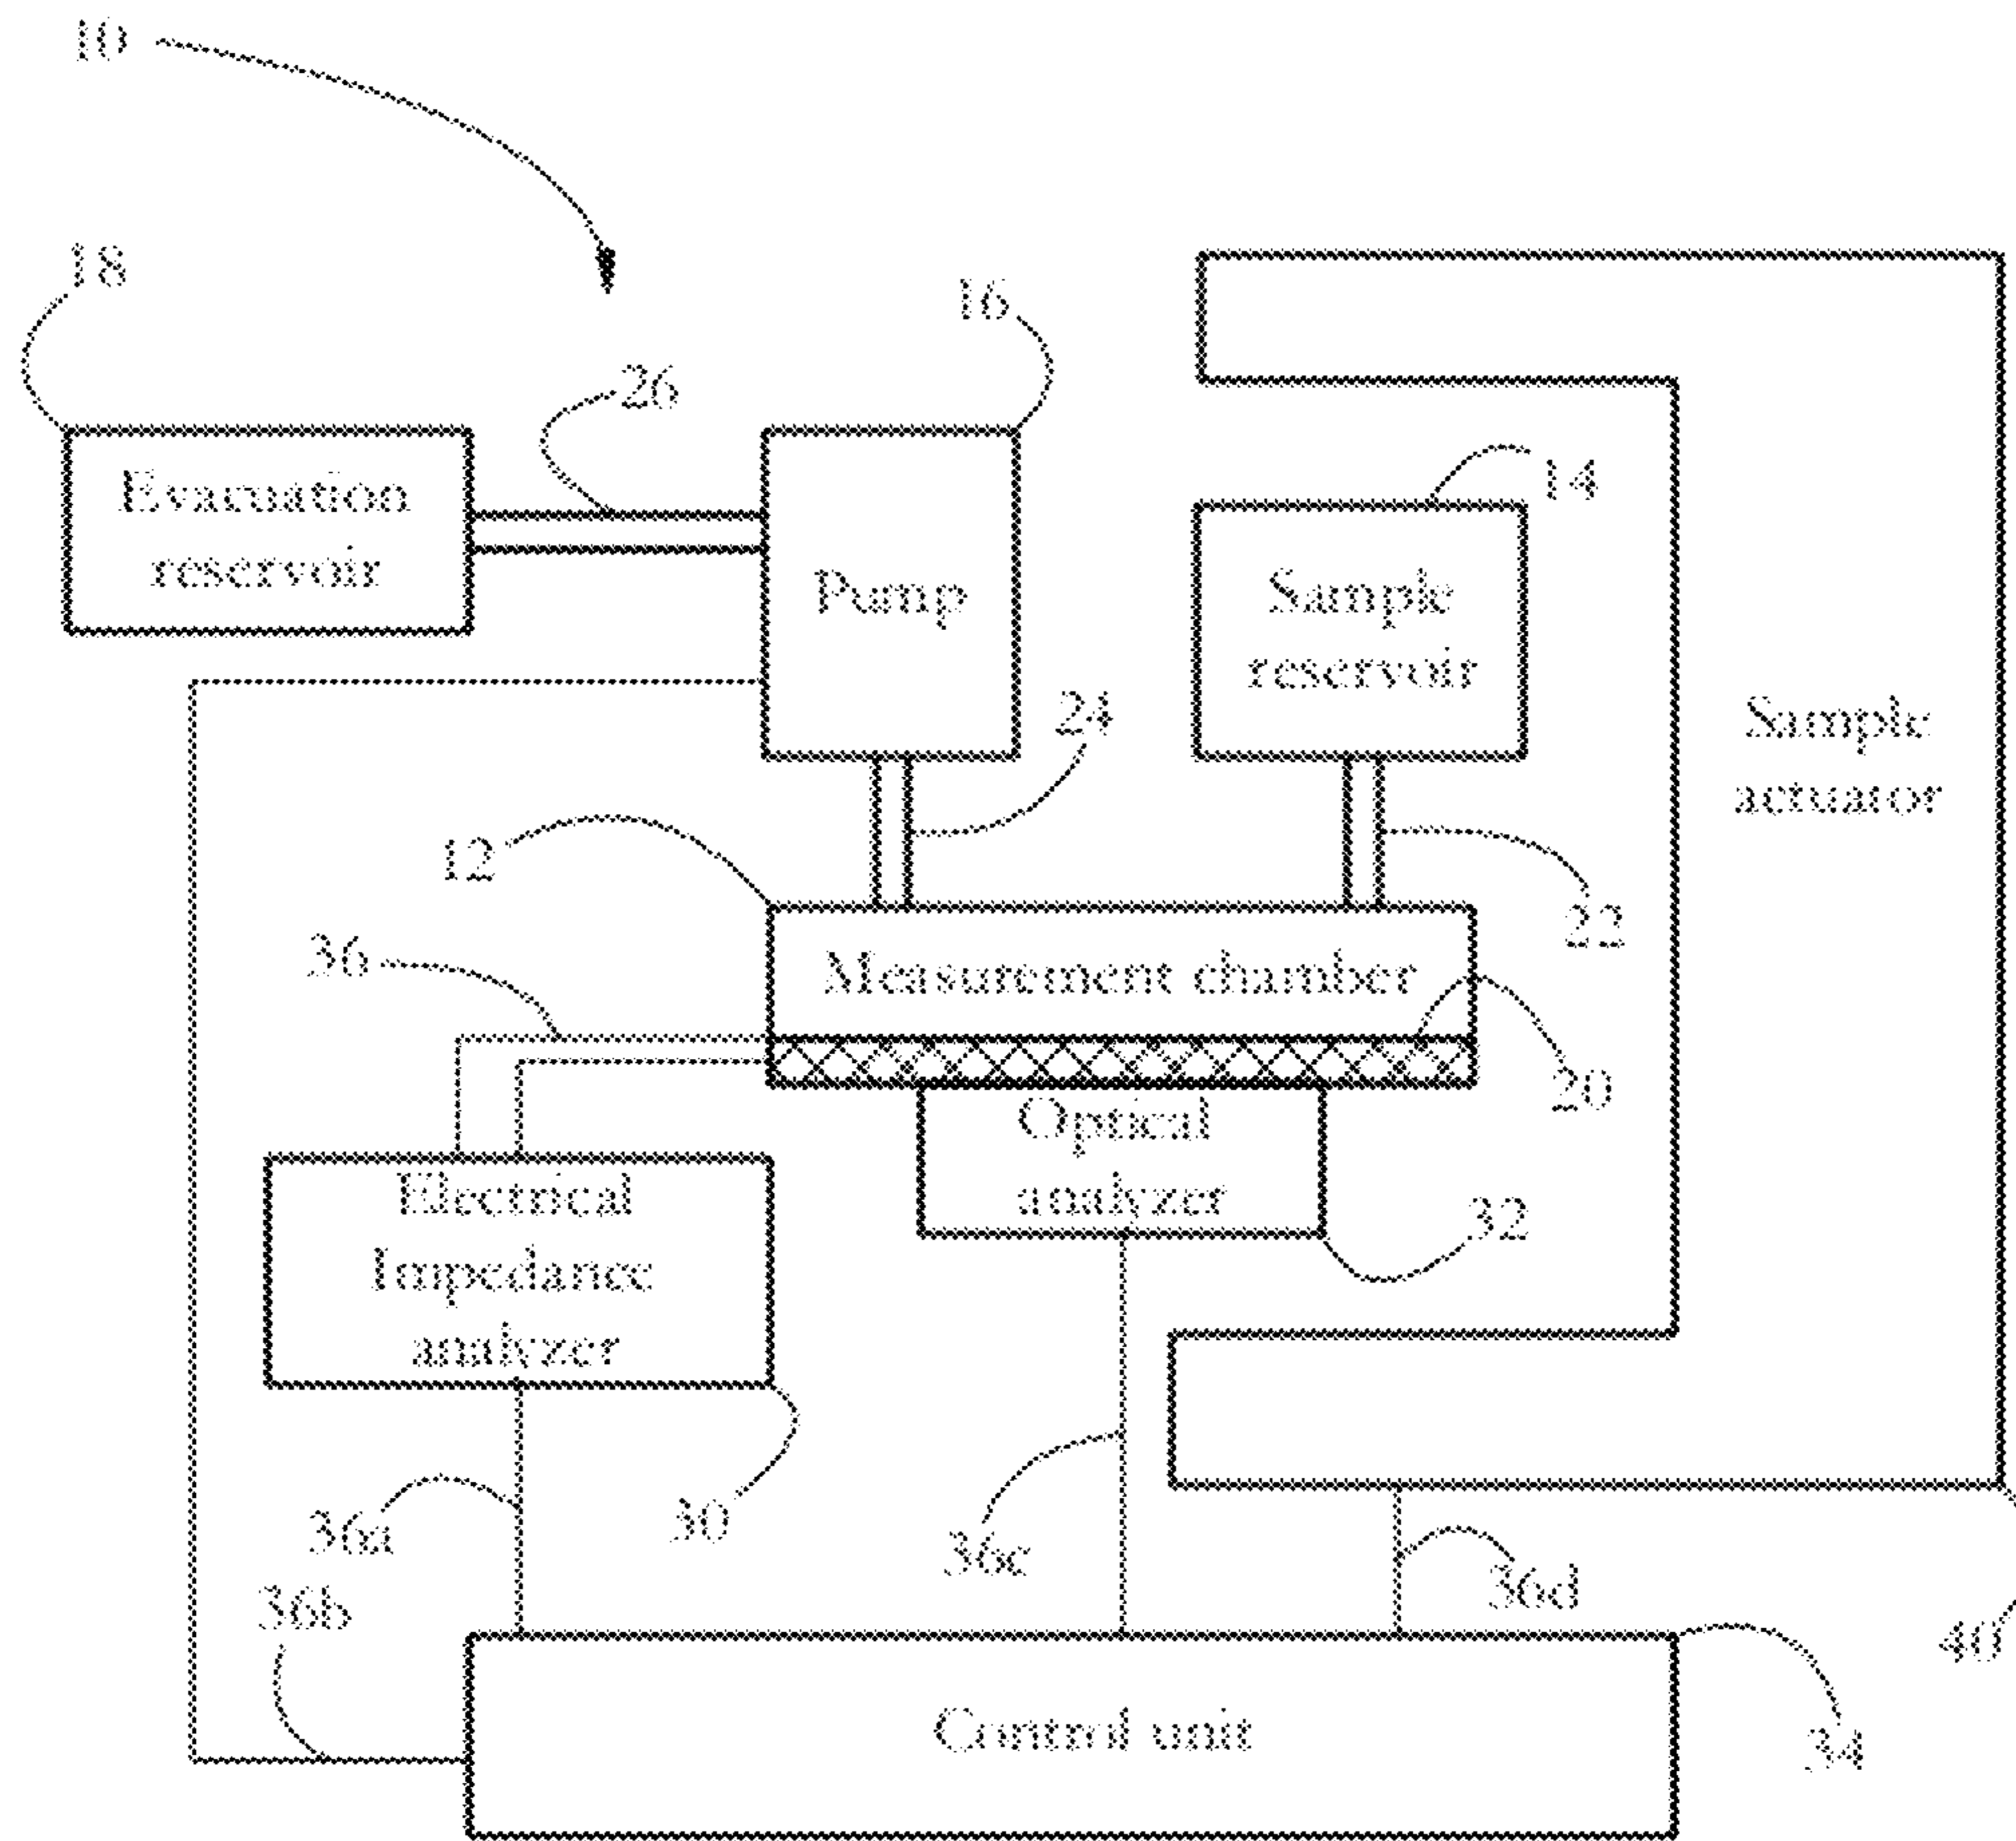 10
18
16
26
Evacuation
reservoir
14
Pump
Sample
reservoir
24
Sample
actuator
12
22
36
Measurement chamber
20
Optical
analyzer
Electrical
Impedance
analyzer
32
36a
30
36c
36d
36b
40
Control unit
34